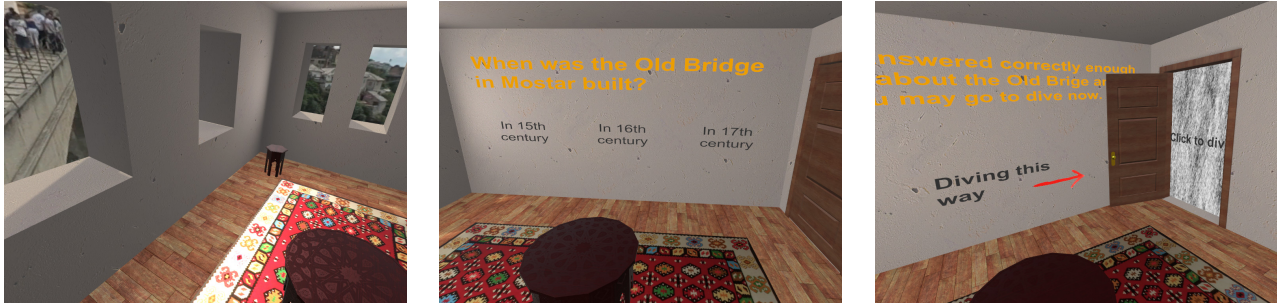 When was the Old Bridge
in Mostar built?
In 15th
century
In 16th
century
In 17th
century
nswered correctly enough
about the Old Brige a
u may go to dive now.
Diving this
way
Click to div